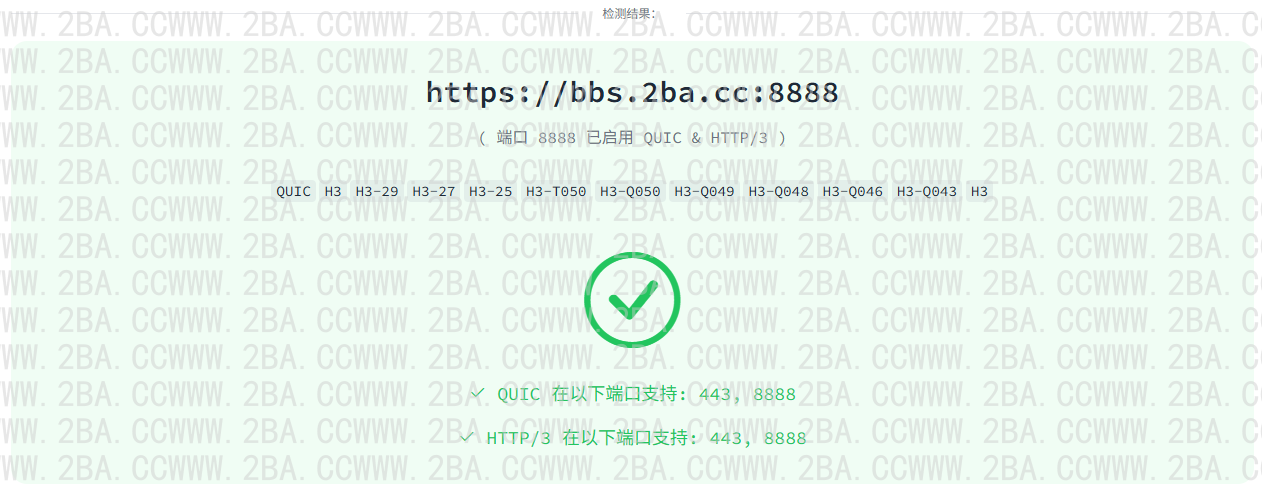 检测结果:
https://bbs.2ba.cc:8888
( 端口 8888 已启用 QUIC & HTTP/3 )
QUIC H3 H3-29 H3-27 H3-25 H3-T050 H3-Q050 H3-Q049 H3-Q048 H3-Q046 H3-Q043 H3
QUIC 在以下端口支持: 443, 8888
HTTP/3 在以下端口支持: 443, 8888
WWW.2BA.CC